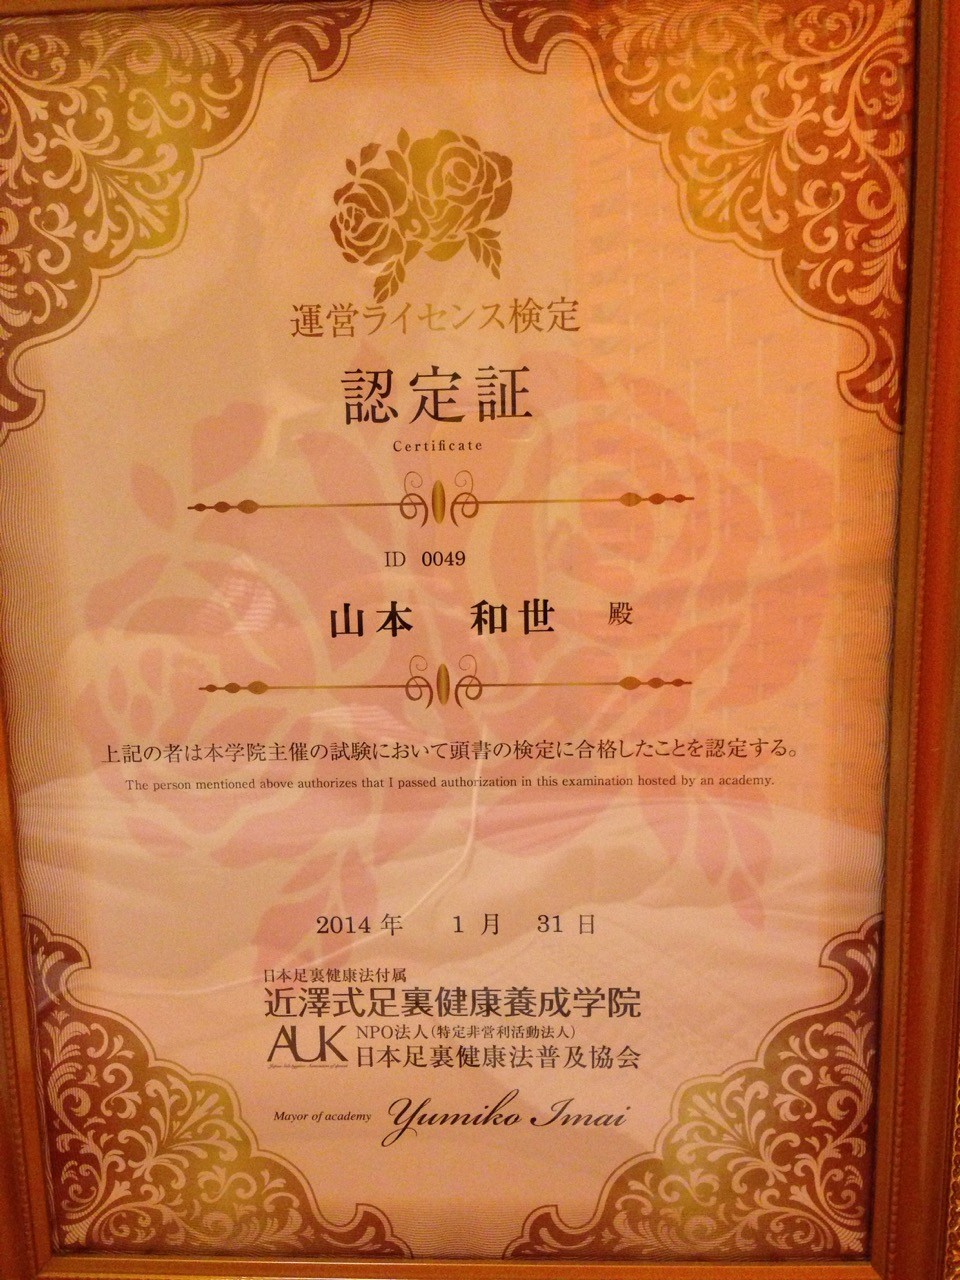 運営ライセンス検定
認定証
Certificate
ID 0049
山本 和世 殿
上記の者は本学院主催の試験において頭書の検定に合格したことを認定する。
The person mentioned above authorizes that I passed authorization in this examination hosted by an academy.
2014 年 1 月 31 日
日本足裏健康法付属
近澤式足裏健康養成学院
AUK NPO法人(特定非営利活動法人)
日本足裏健康法普及協会
Mayor of academy Yumiko Imai